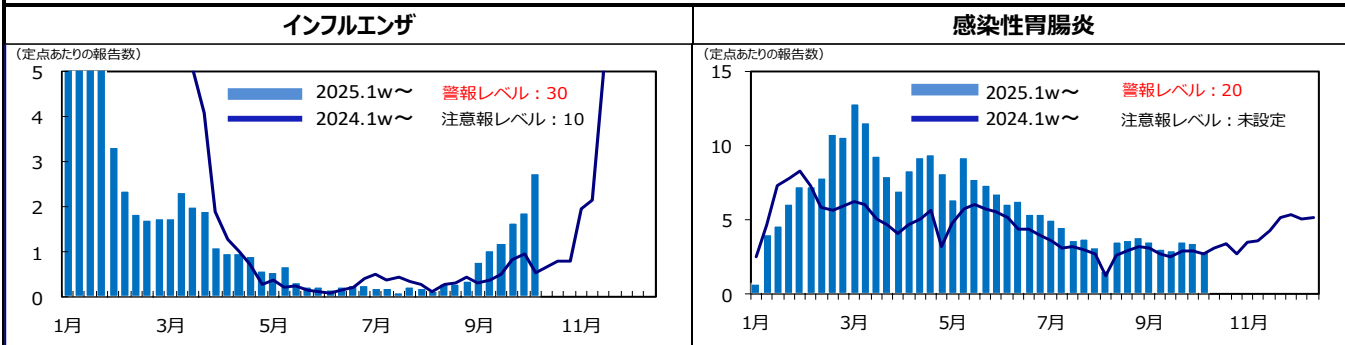 インフルエンザ
感染性胃腸炎
（定点あたりの報告数）
5
4
3
2
1
0
2025.1w～ 警報レベル：30
2024.1w～ 注意報レベル：10
1月 3月 5月 7月 9月 11月
（定点あたりの報告数）
15
10
5
0
2025.1w～ 警報レベル：20
2024.1w～ 注意報レベル：未設定
1月 3月 5月 7月 9月 11月